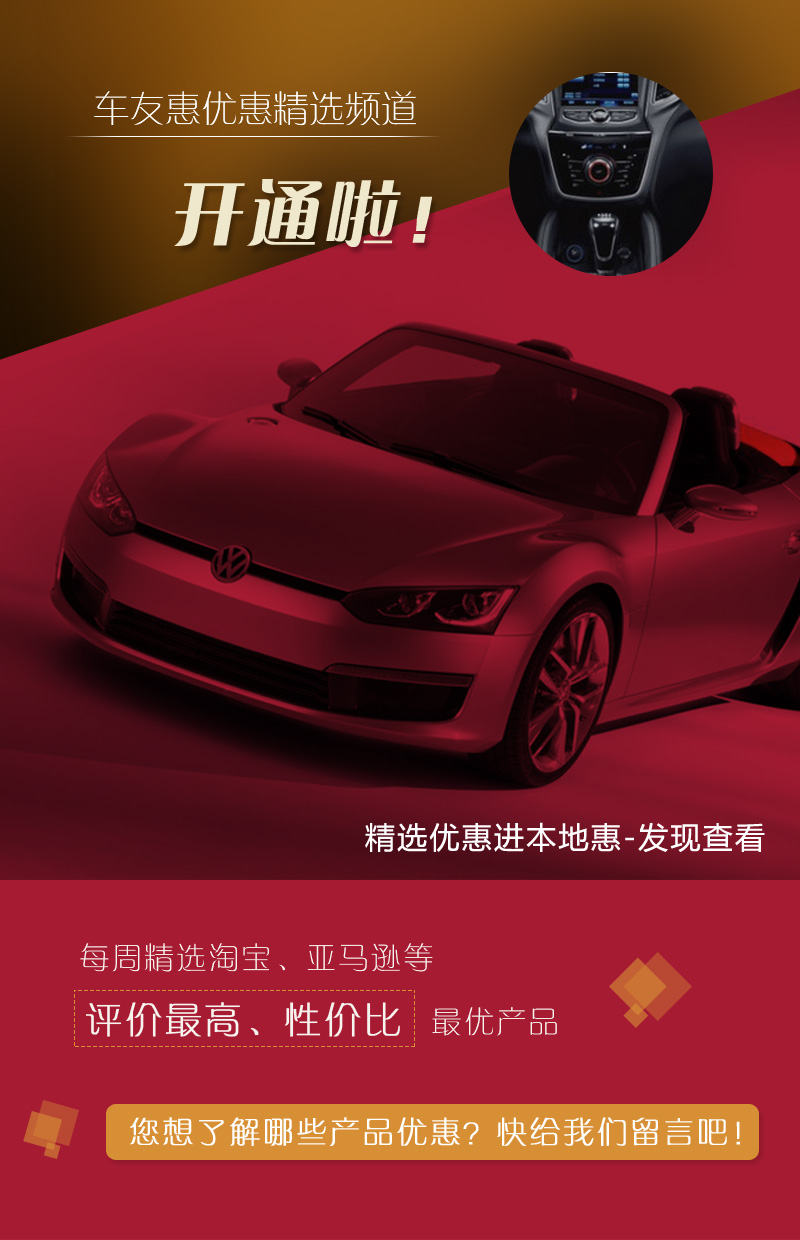 车友惠优惠精选频道
开通啦!
精选优惠进本地惠-发现查看
每周精选淘宝、亚马逊等
评价最高、性价比 最优产品
您想了解哪些产品优惠? 快给我们留言吧!